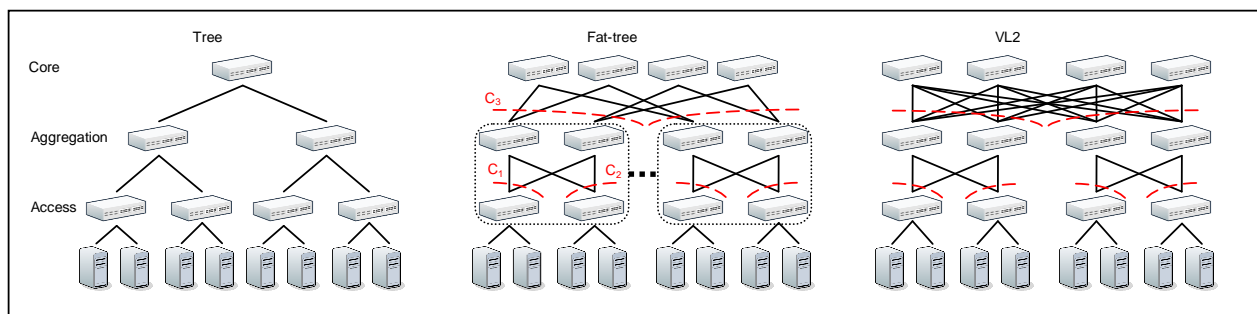 Tree
Fat-tree
VL2
Core
C3
Aggregation
C1
C2
Access